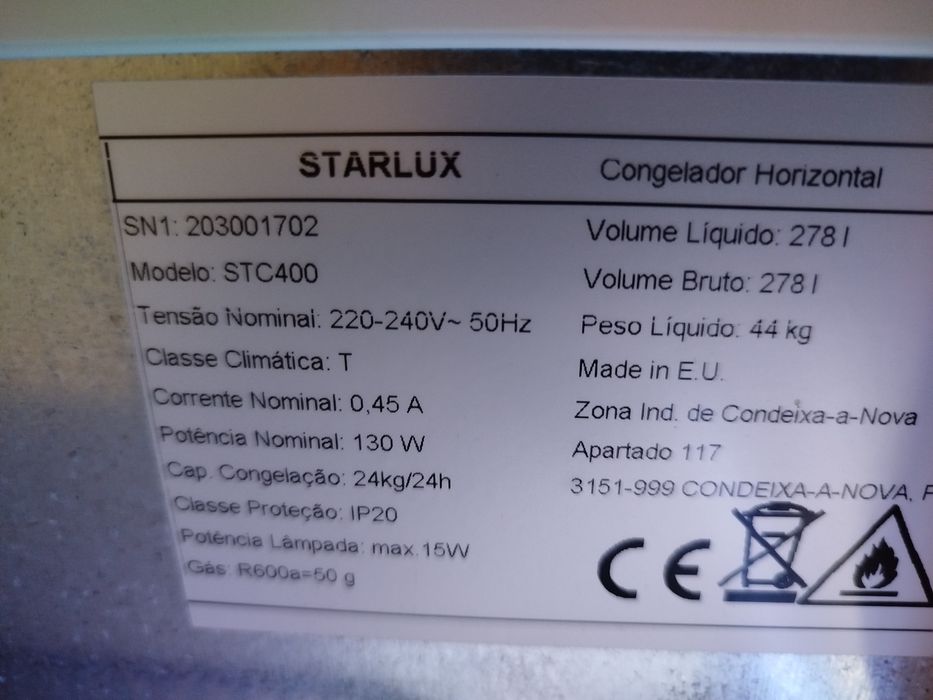 STARLUX
Congelador Horizontal
SN1: 203001702
Modelo: STC400
Tensão Nominal: 220-240V~ 50Hz
Classe Climática: T
Corrente Nominal: 0,45 A
Potência Nominal: 130 W
Cap. Congelação: 24kg/24h
Classe Proteção: IP20
Potência Lâmpada: max.15W
Gás: R600a=50 g
Volume Líquido: 278 l
Volume Bruto: 278 l
Peso Líquido: 44 kg
Made in E.U.
Zona Ind. de Condeixa-a-Nova
Apartado 117
3151-999 CONDEIXA-A-NOVA,
CE